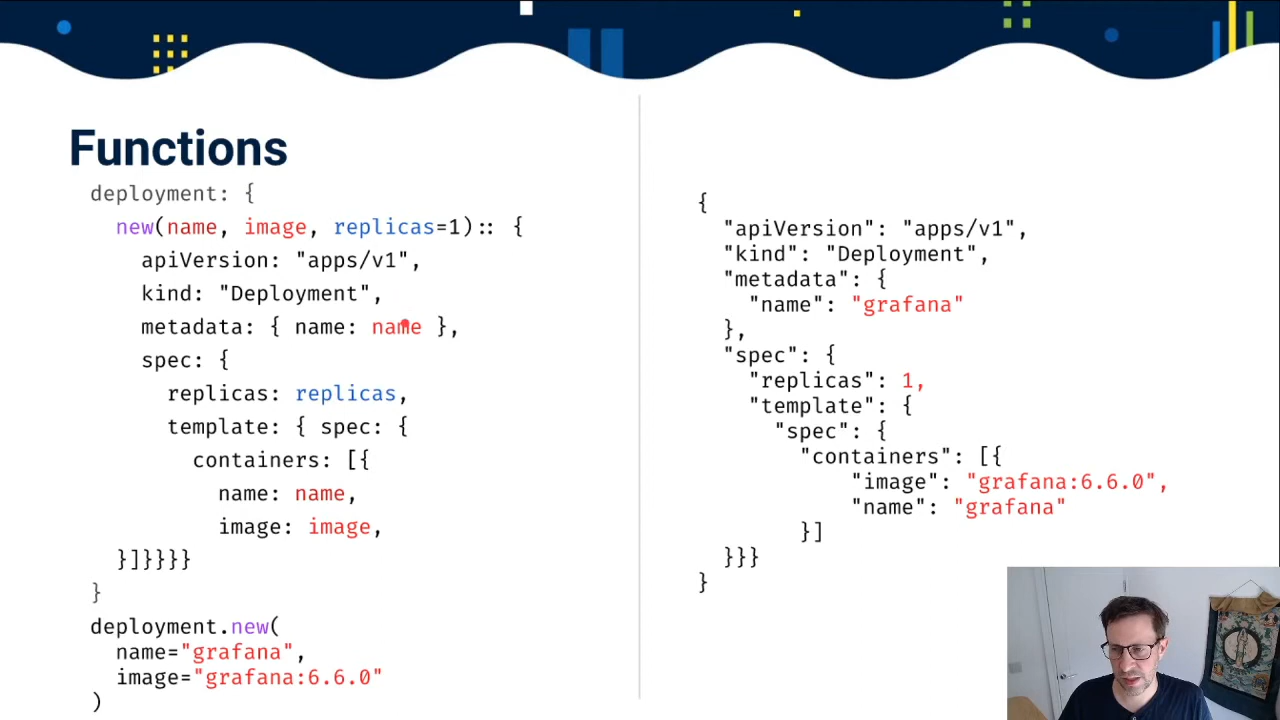 Functions
deployment: {
new(name, image, replicas=1):: {
apiVersion: "apps/v1",
kind: "Deployment",
metadata: { name: name },
spec: {
replicas: replicas,
template: { spec: {
containers: [{
name: name,
image: image,
}]}}}}
}
deployment.new(
name="grafana",
image="grafana:6.6.0"
)
{
"apiVersion": "apps/v1",
"kind": "Deployment",
"metadata": {
"name": "grafana"
},
"spec": {
"replicas": 1,
"template": {
"spec": {
"containers": [{
"image": "grafana:6.6.0",
"name": "grafana"
}]
}}}
}